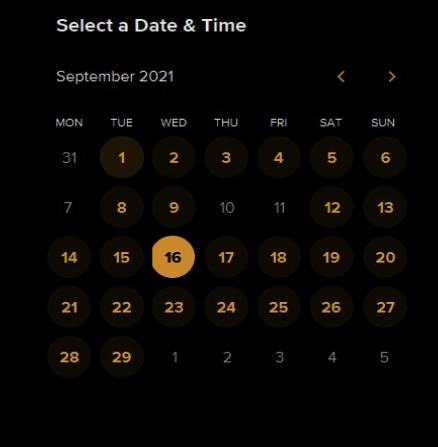 Select a Date & Time
September 2021
MON TUE WED THU FRI SAT SUN
31 1 2 3 4 5 6
7 8 9 10 11 12 13
14 15 16 17 18 19 20
21 22 23 24 25 26 27
28 29 1 2 3 4 5